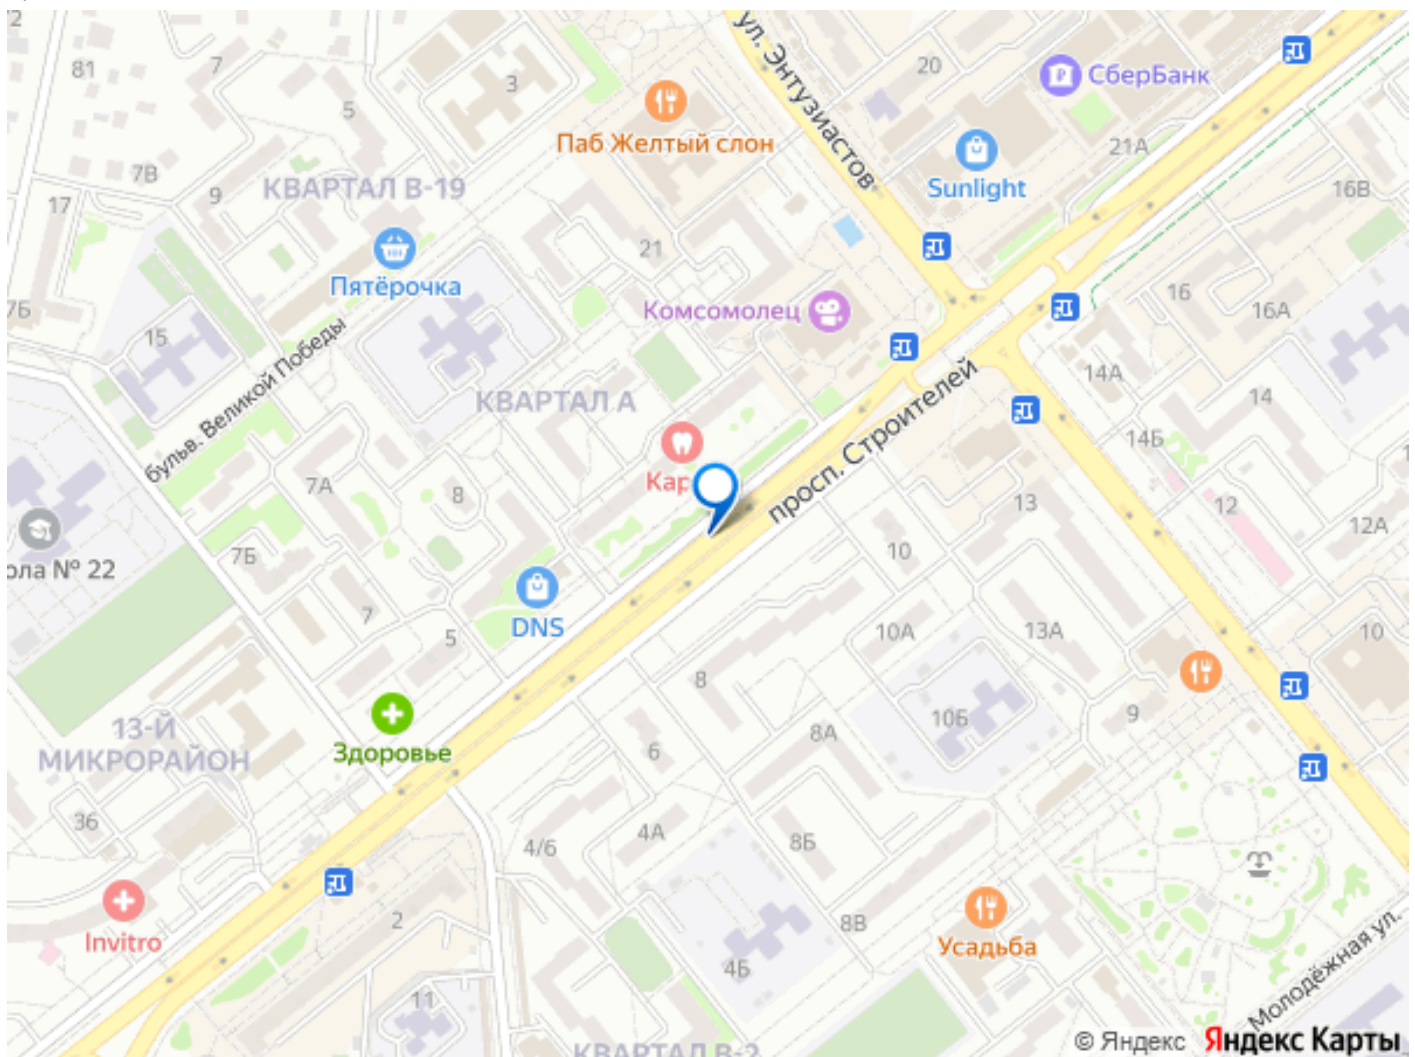 2
81
7
5
3
20
СберБанк
ул. Энтузиастов
Паб Желтый слон
21А
7В
9
КВАРТАЛ В-19
Sunlight
16В
17
21
Пятёрочка
16
16А
7Б
15
Комсомолец
бульв. Великой Победы
КВАРТАЛ А
просп. Строителей
14А
14
14Б
7А
8
Кар
13
12
12А
ола № 22
7Б
10
7
DNS
5
10А
13А
10
8
13-Й
МИКРОРАЙОН
Здоровье
6
8А
10Б
9
36
4/6
4А
8Б
2
8В
Invitro
Усадьба
4Б
11
Молодёжная ул.
КВАРТАЛ В-2
© Яндекс Яндекс Карты